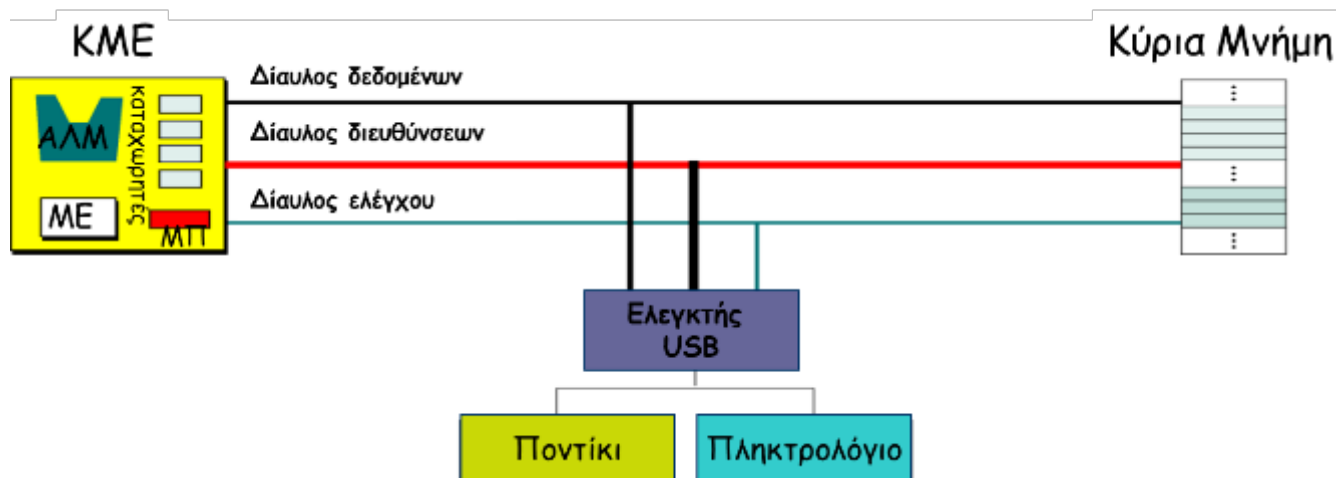 ΚΜΕ
Κύρια Μνήμη
Δίαυλος δεδομένων
ΑΛΜ
καταχωρητές
Δίαυλος διευθύνσεων
Δίαυλος ελέγχου
ΜΕ
ΜΠ
Ελεγκτής
USB
Ποντίκι
Πληκτρολόγιο